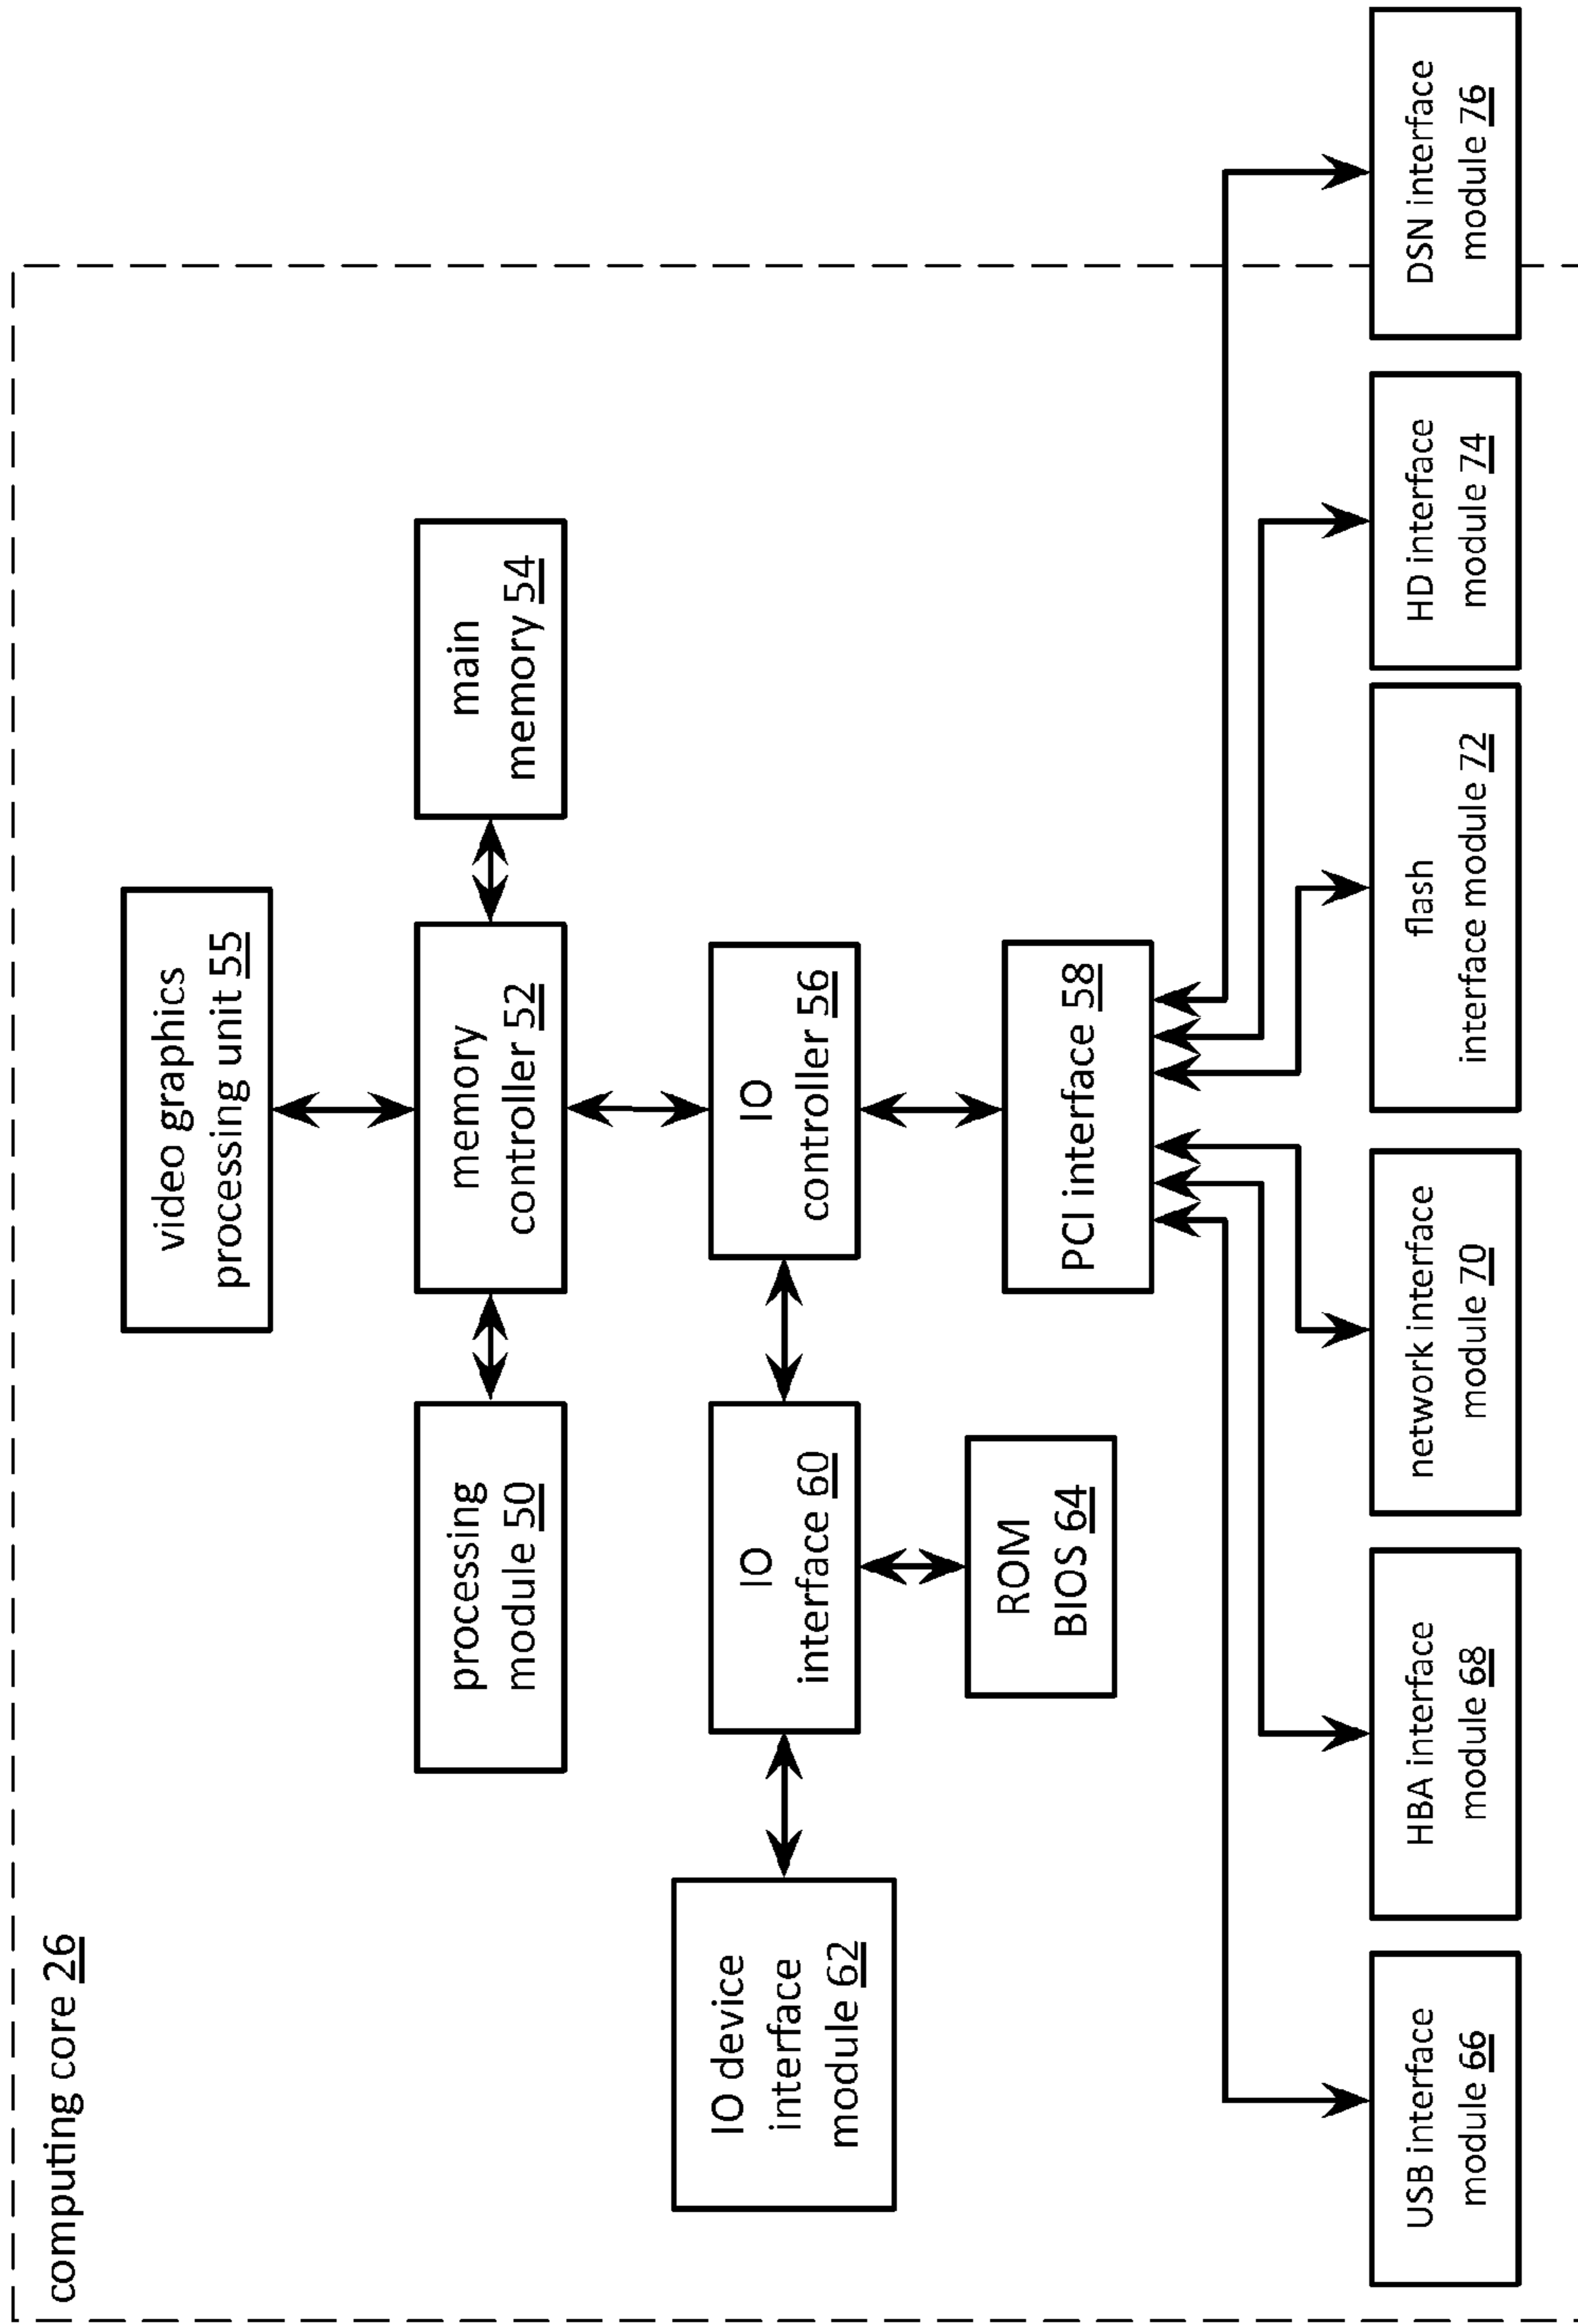 computing core 26
video graphics
processing unit 55
processing
module 50
memory
controller 52
main
memory 54
IO device
interface
module 62
IO
interface 60
IO
controller 56
ROM
BIOS 64
PCI interface 58
USB interface
module 66
HBA interface
module 68
network interface
module 70
flash
interface module 72
HD interface
module 74
DSN interface
module 76